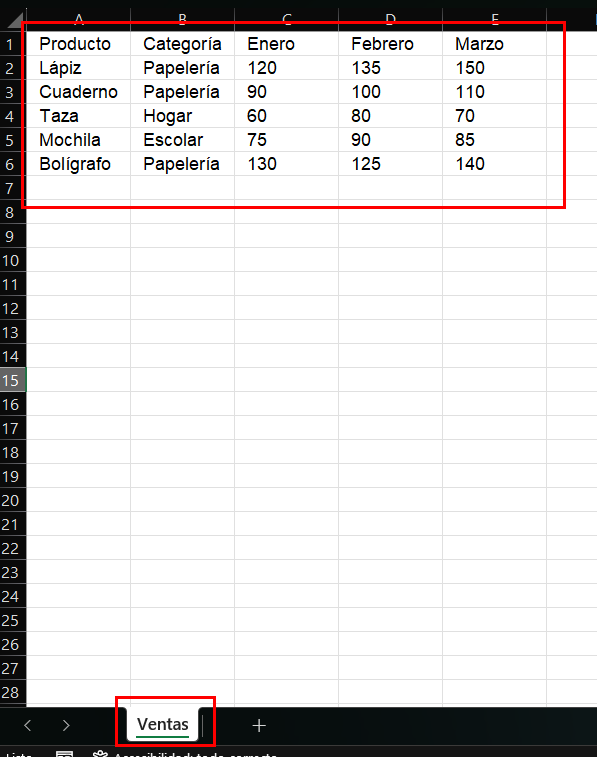 A B C D E
1 Producto Categoría Enero Febrero Marzo
2 Lápiz Papelería 120 135 150
3 Cuaderno Papelería 90 100 110
4 Taza Hogar 60 80 70
5 Mochila Escolar 75 90 85
6 Bolígrafo Papelería 130 125 140
7
8
9
10
11
12
13
14
15
16
17
18
19
20
21
22
23
24
25
26
27
28
Ventas
Listo Accesibilidad: todo correcto